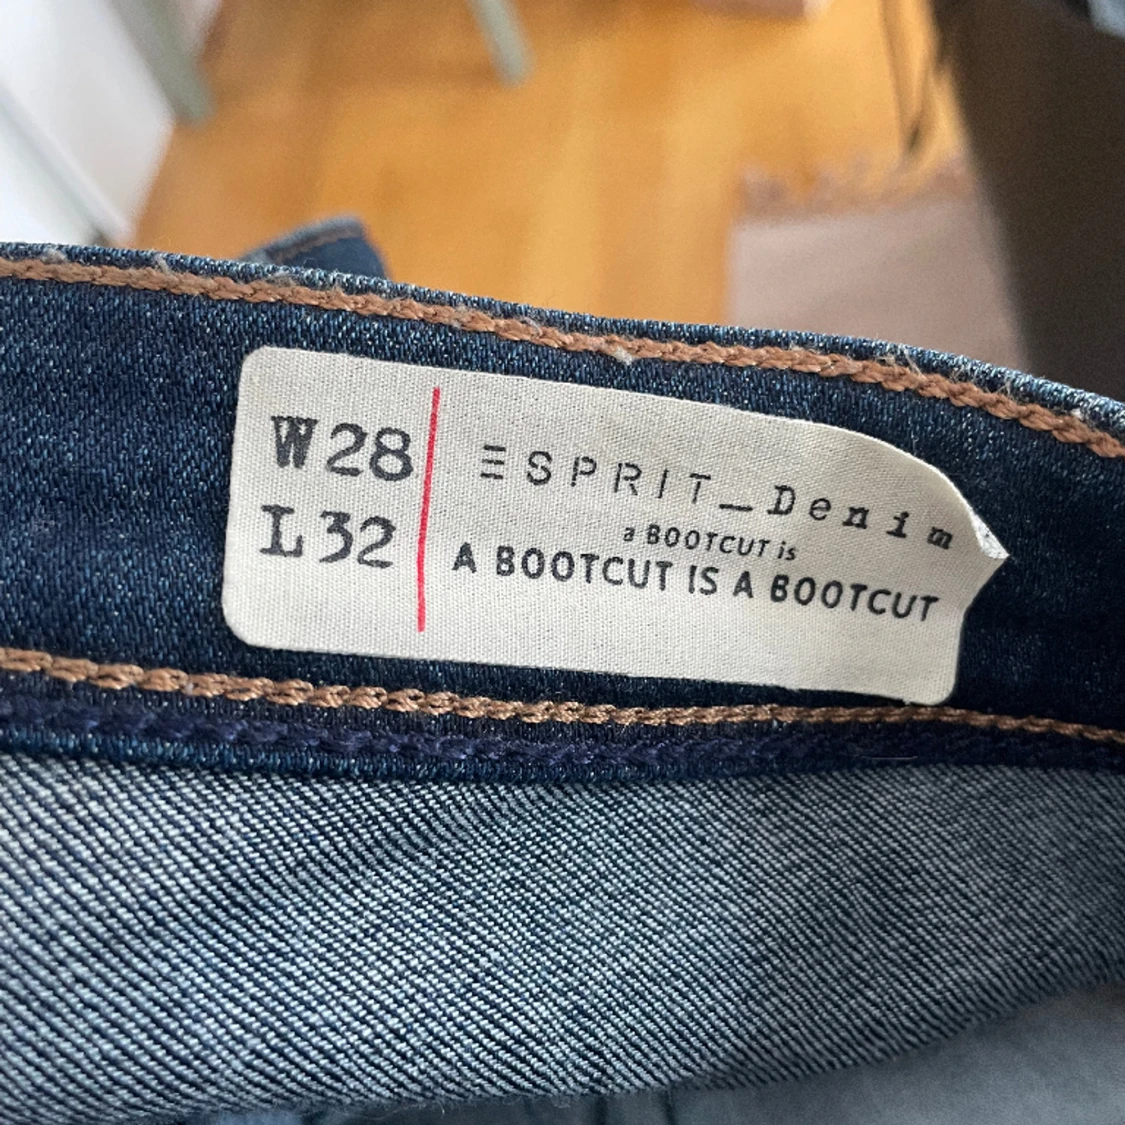 W28
L32
ESPRIT_Denim
a BOOTCUT is
A BOOTCUT IS A BOOTCUT